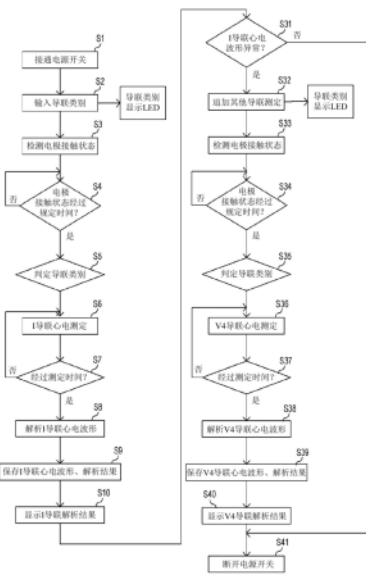 S1
接通电源开关
S2
输入导联类别
导联类别
显示LED
S3
检测电极接触状态
S4
电极
接触状态经过
规定时间?
否
是
S5
判定导联类别
S6
I导联心电测定
S7
经过测定时间?
否
是
S8
解析I导联心电波形
S9
保存I导联心电波形、解析结果
S10
显示I导联解析结果
S31
I导联心电
波形异常?
否
是
S32
追加其他导联测定
导联类别
显示LED
S33
检测电极接触状态
S34
电极
接触状态经过
规定时间?
否
是
S35
判定导联类别
S36
V4导联心电测定
S37
经过测定时间?
否
是
S38
解析V4导联心电波形
S39
保存V4导联心电波形、解析结果
S40
显示V4导联解析结果
S41
断开电源开关